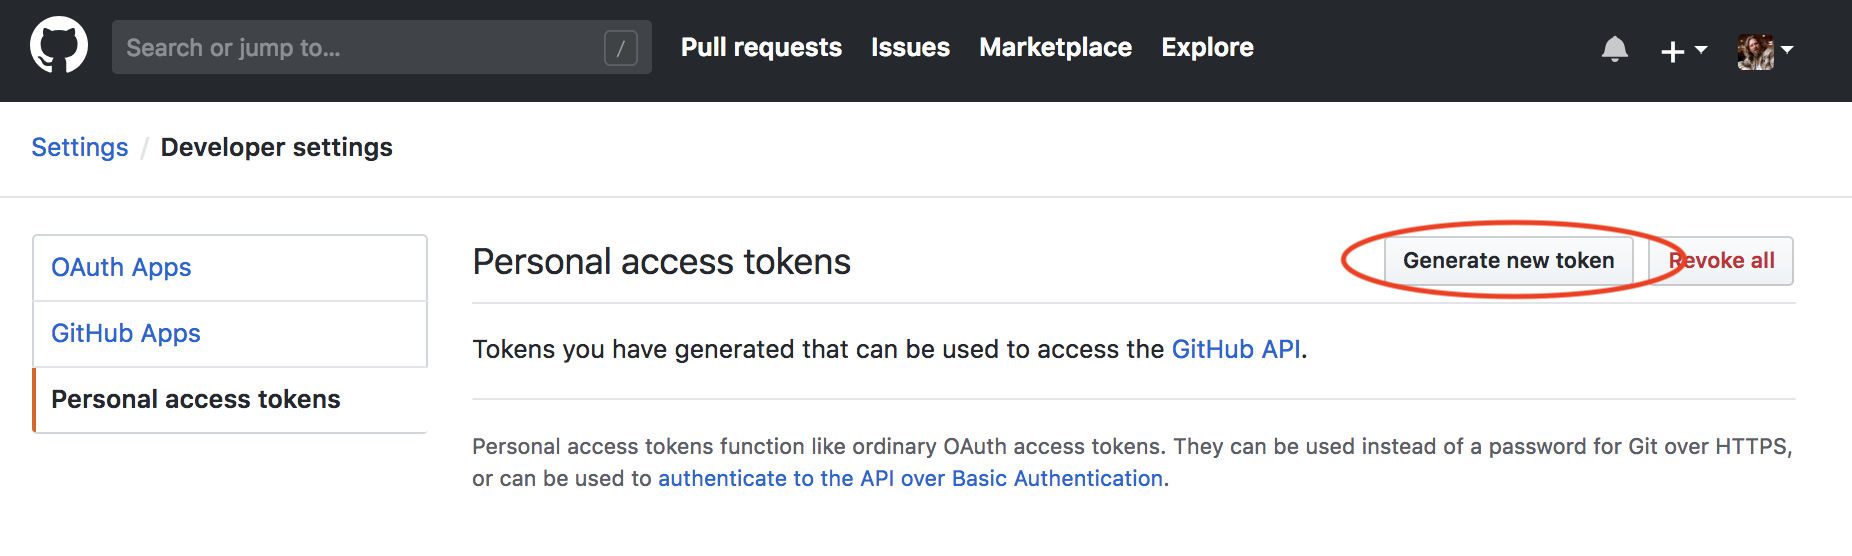 Search or jump to... / Pull requests Issues Marketplace Explore
Settings / Developer settings
OAuth Apps
GitHub Apps
Personal access tokens
Personal access tokens Generate new token Revoke all
Tokens you have generated that can be used to access the GitHub API.
Personal access tokens function like ordinary OAuth access tokens. They can be used instead of a password for Git over HTTPS,
or can be used to authenticate to the API over Basic Authentication.